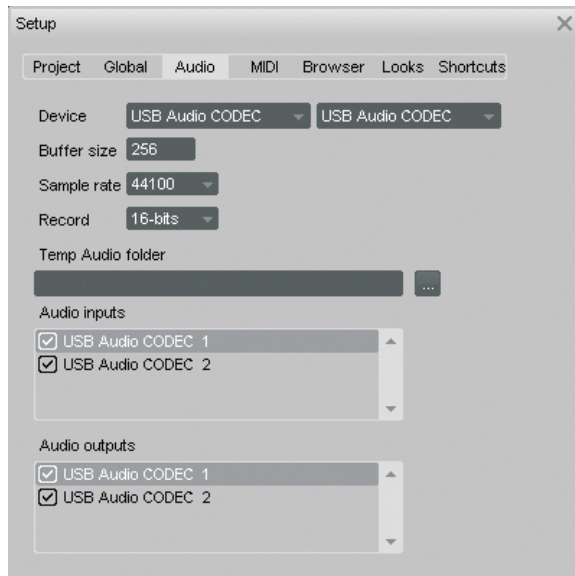 Setup
Project Global Audio MIDI Browser Looks Shortcuts
Device USB Audio CODEC USB Audio CODEC
Buffer size 256
Sample rate 44100
Record 16-bits
Temp Audio folder
...
Audio inputs
USB Audio CODEC 1
USB Audio CODEC 2
Audio outputs
USB Audio CODEC 1
USB Audio CODEC 2